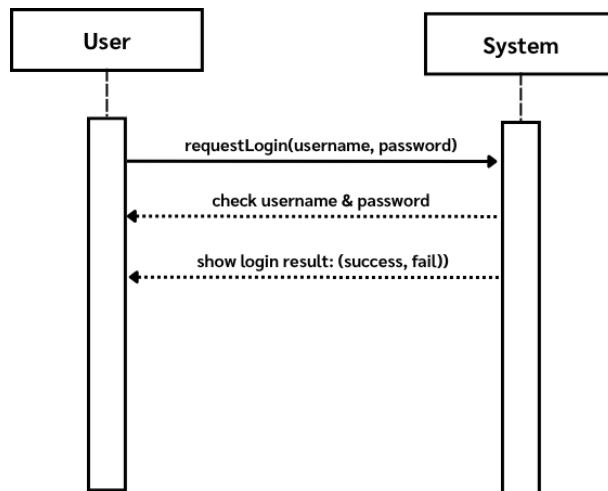 User
System
requestLogin(username, password)
check username & password
show login result: (success, fail))